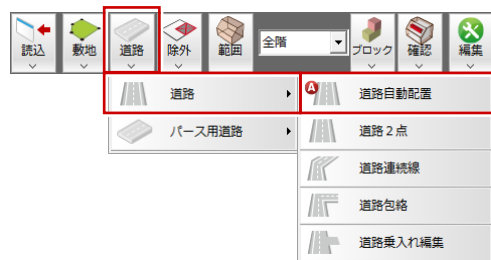 読込 敷地 道路 除外 範囲 全階 ブロック 確認 編集
道路 A 道路自動配置
パース用道路 道路2点
道路連続線
道路包絡
道路乗入れ編集